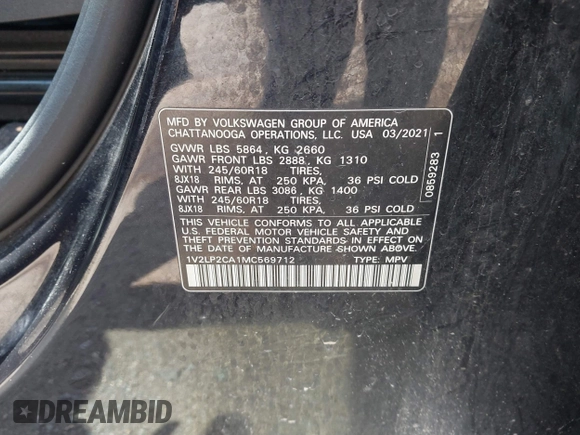 MFD BY VOLKSWAGEN GROUP OF AMERICA
CHATTANOOGA OPERATIONS, LLC. USA 03/2021
GVWR LBS 5864, KG 2660
GAWR FRONT LBS 2888, KG 1310
WITH 245/60R18 TIRES,
8JX18 RIMS, AT 250 KPA, 36 PSI COLD
GAWR REAR LBS 3086, KG 1400
WITH 245/60R18 TIRES,
8JX18 RIMS, AT 250 KPA, 36 PSI COLD
THIS VEHICLE CONFORMS TO ALL APPLICABLE
U.S. FEDERAL MOTOR VEHICLE SAFETY AND
THEFT PREVENTION STANDARDS IN EFFECT ON
THE DATE OF MANUFACTURE SHOWN ABOVE.
1V2LP2CA1MC569712 TYPE: MPV
0859283 1
DREAMBID